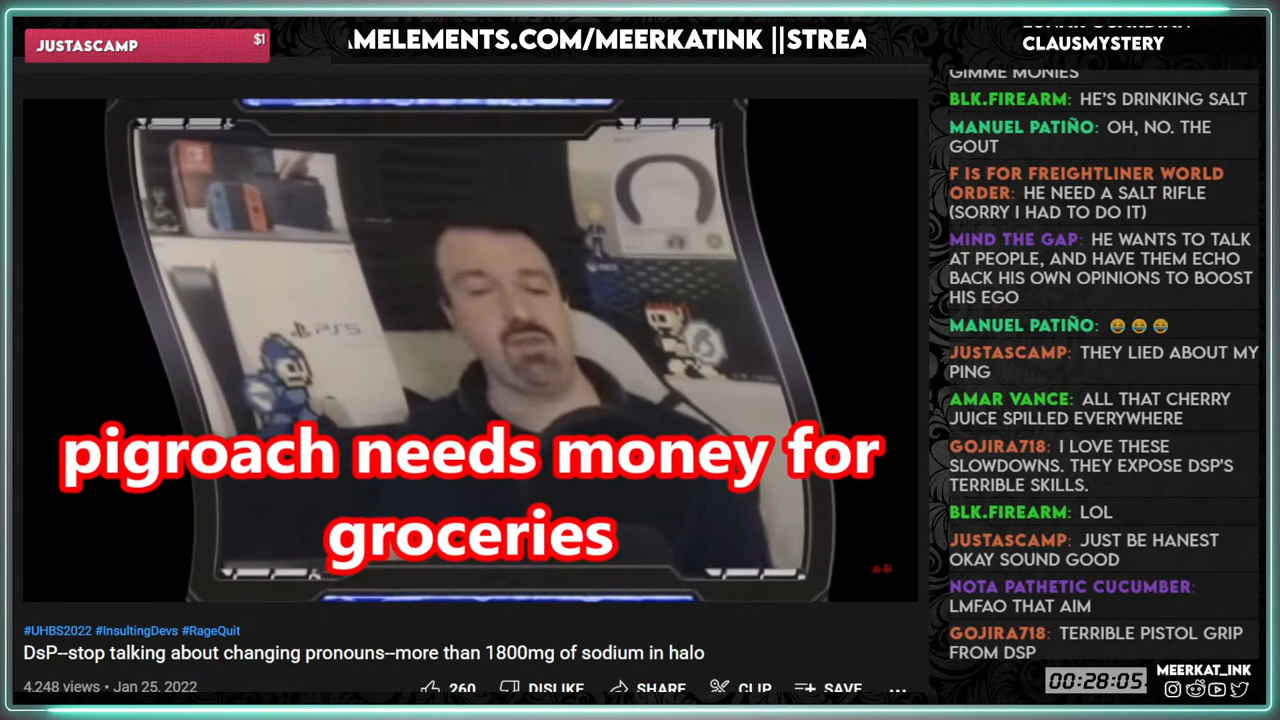 JUSTASCAMP
$1
AMELEMENTS.COM/MEERKATINK ||STREA
CLAUSMYSTERY
GIMME MONIES
BLK.FIREARM: HE'S DRINKING SALT
MANUEL PATIÑO: OH, NO. THE
GOUT
F IS FOR FREIGHTLINER WORLD
ORDER: HE NEED A SALT RIFLE
(SORRY I HAD TO DO IT)
MIND THE GAP: HE WANTS TO TALK
AT PEOPLE, AND HAVE THEM ECHO
BACK HIS OWN OPINIONS TO BOOST
HIS EGO
MANUEL PATIÑO: 😂 😂 😂
JUSTASCAMP: THEY LIED ABOUT MY
PING
AMAR VANCE: ALL THAT CHERRY
JUICE SPILLED EVERYWHERE
GOJIRA718: I LOVE THESE
SLOWDOWNS. THEY EXPOSE DSP'S
TERRIBLE SKILLS.
BLK.FIREARM: LOL
JUSTASCAMP: JUST BE HANEST
OKAY SOUND GOOD
NOTA PATHETIC CUCUMBER:
LMFAO THAT AIM
GOJIRA718: TERRIBLE PISTOL GRIP
FROM DSP
PS5
pigroach needs money for
groceries
#UHBS2022 #InsultingDevs #RageQuit
DsP--stop talking about changing pronouns--more than 1800mg of sodium in halo
4,248 views • Jan 25, 2022
260
DISLIKE
SHARE
CLIP
SAVE
00:28:05
MEERKAT_INK